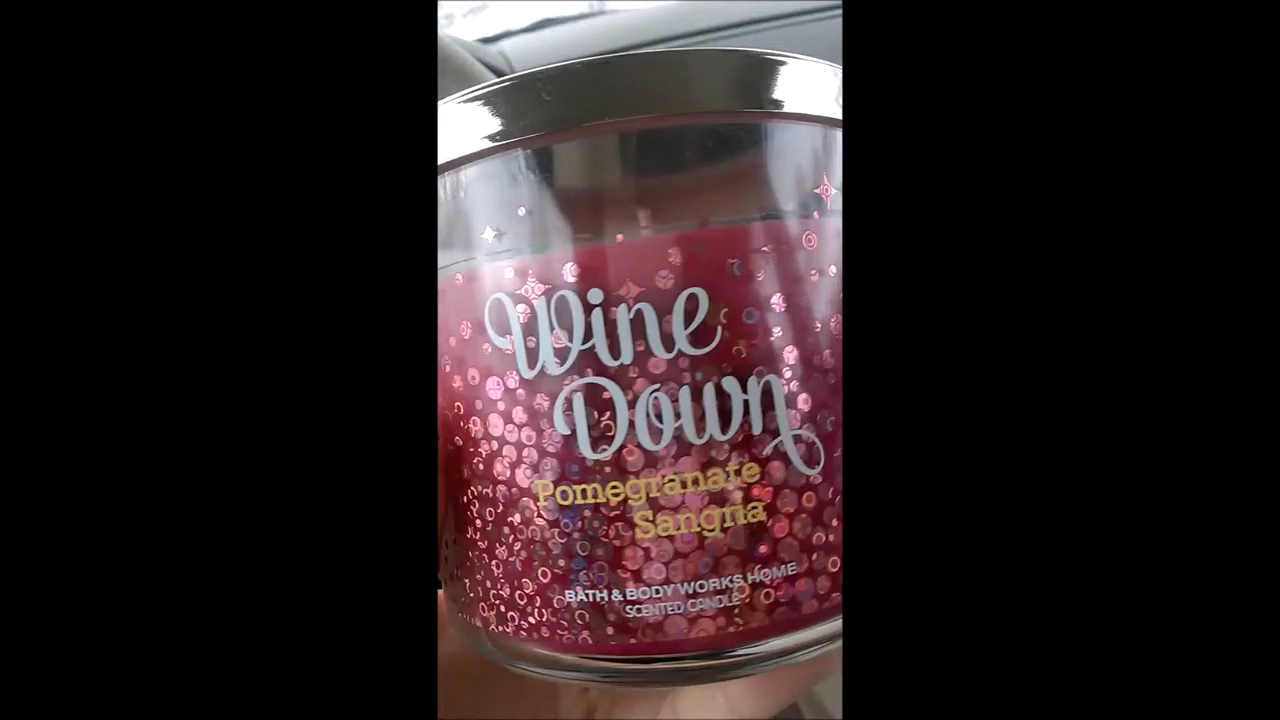 Wine
Down
Pomegranate
Sangria
BATH & BODY WORKS HOME
SCENTED CANDLE